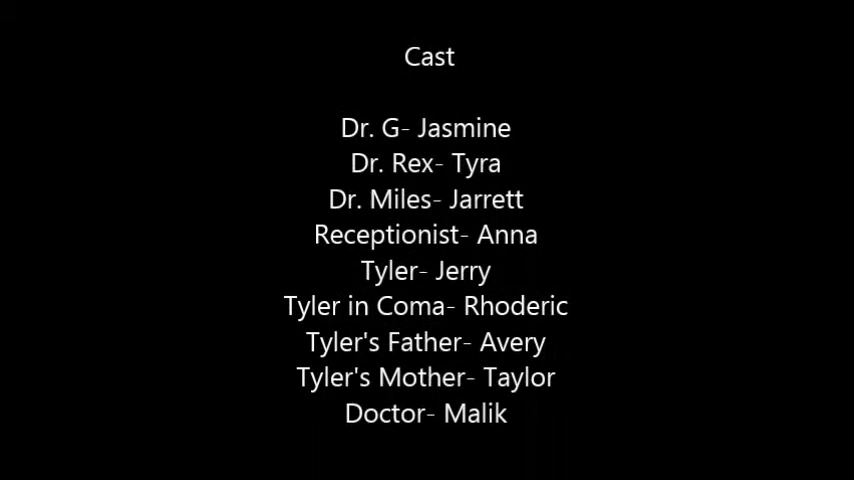 Cast
Dr. G- Jasmine
Dr. Rex- Tyra
Dr. Miles- Jarrett
Receptionist- Anna
Tyler- Jerry
Tyler in Coma- Rhoderic
Tyler's Father- Avery
Tyler's Mother- Taylor
Doctor- Malik